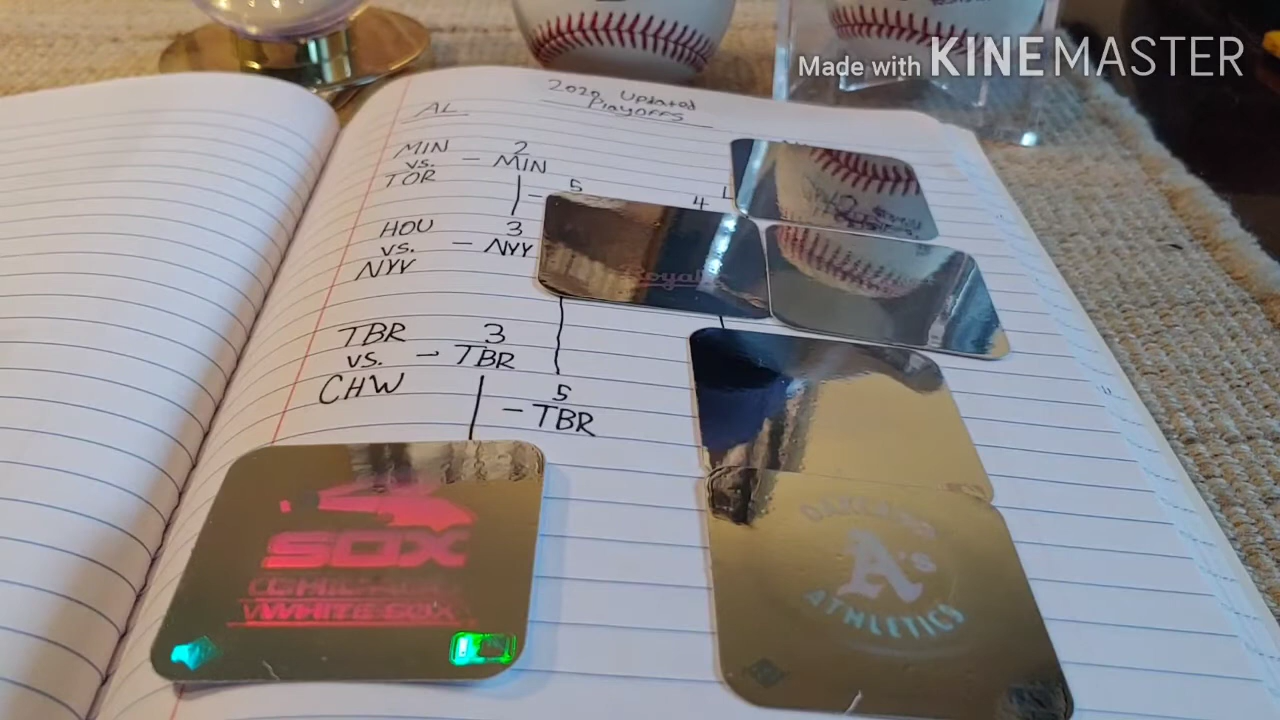 Made with KINEMASTER
2020 Updated
Playoffs
AL
MIN
vs.
TOR
2
- MIN
5
4
HOU
vs.
NYY
3
- NYY
TBR
vs.
CHW
3
- TBR
5
- TBR
Royals
SOX
WHITE SOX
OAKLAND
A's
ATHLETICS